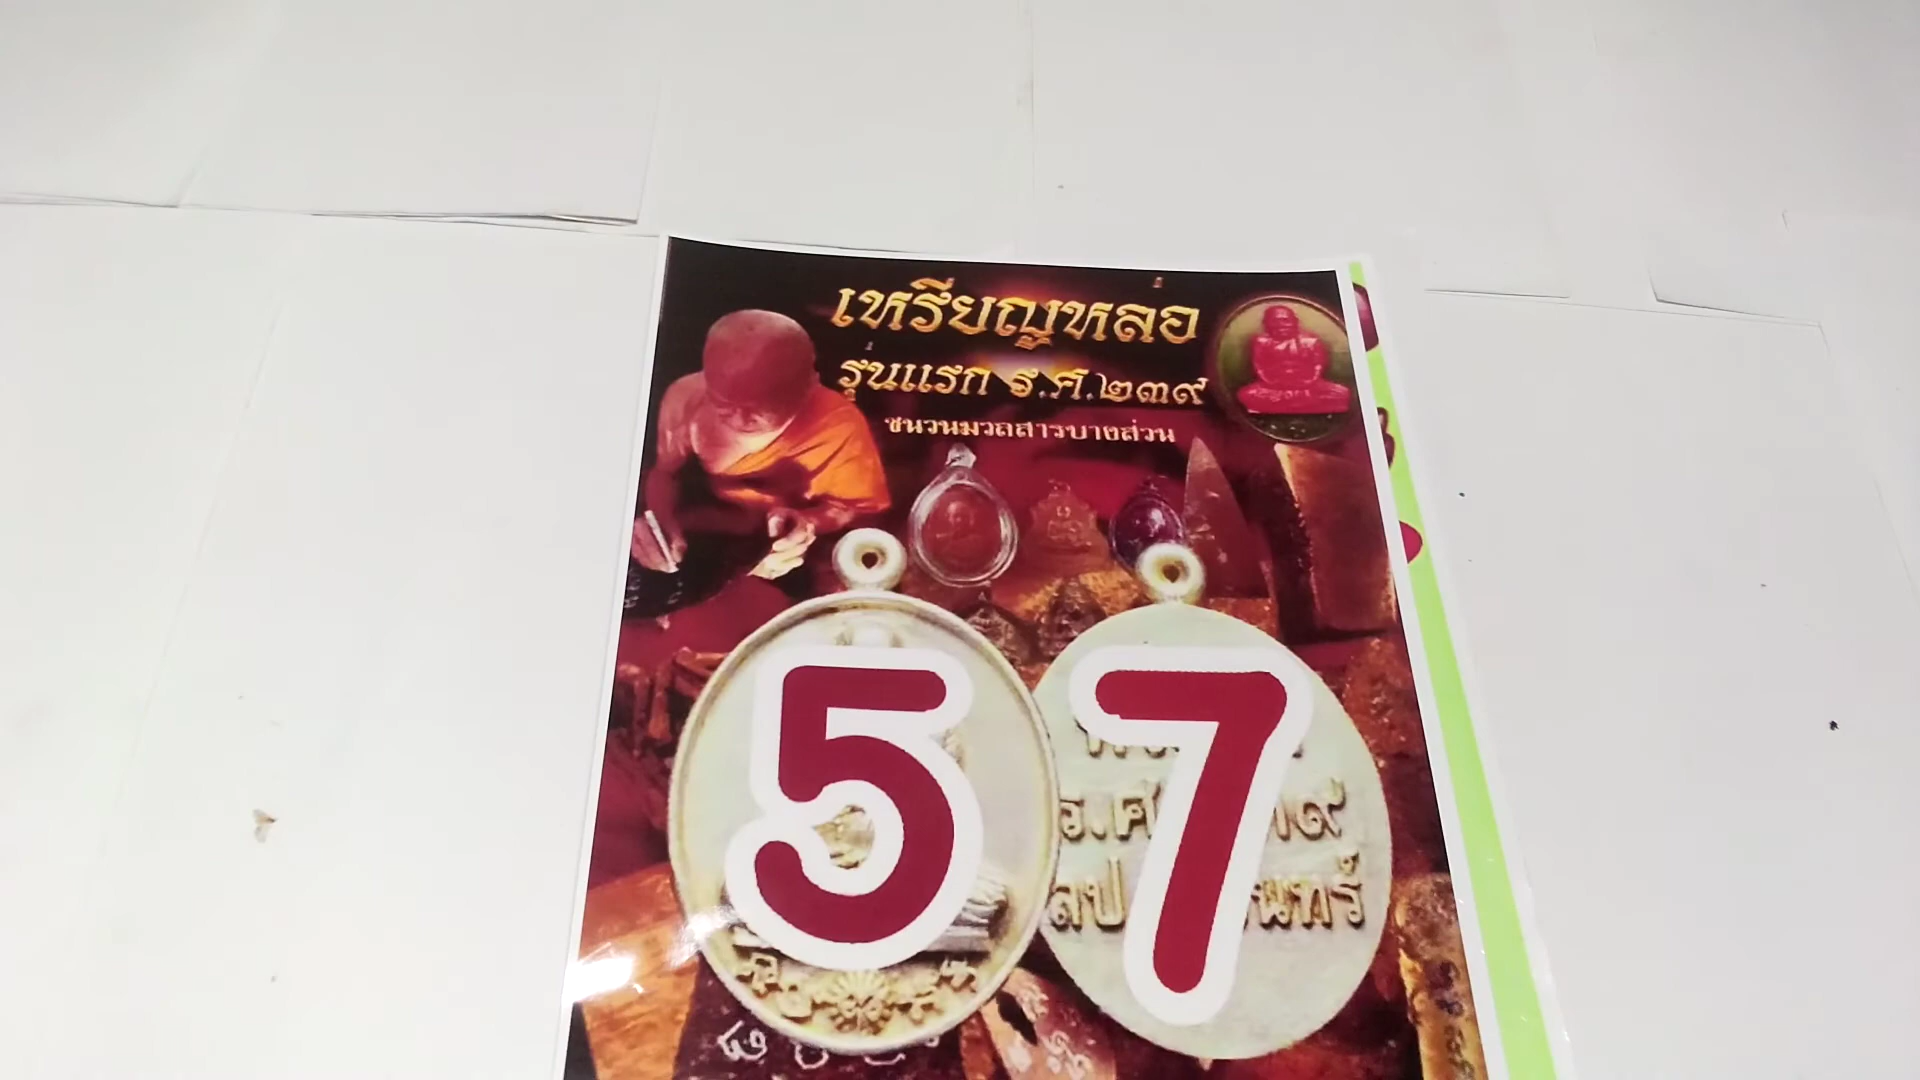 เหรียญหล่อ
รุ่นแรก ร.ศ.๒๓๙
ชนวนมวลสารบางส่วน
5 7